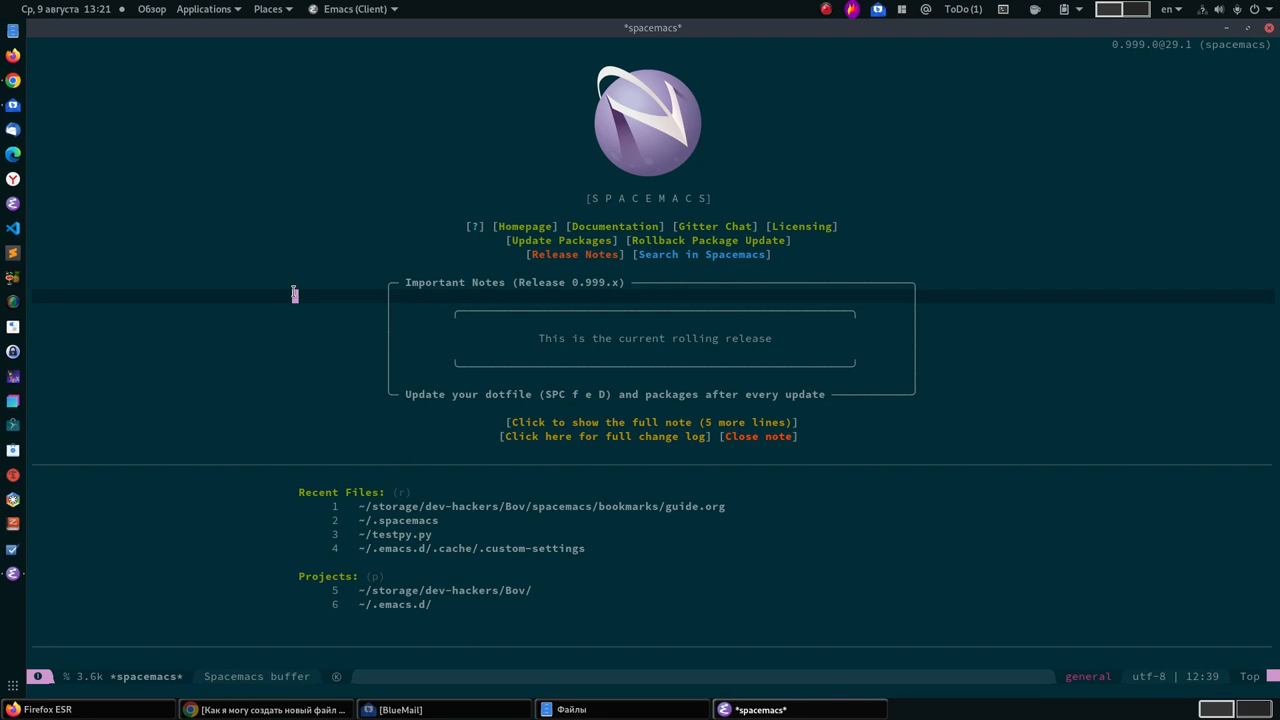 Ср, 9 августа 13:21 Обзор Applications Places Emacs (Client) @ ToDo (1) en
*spacemacs*
0.999.0@29.1 (spacemacs)
[S P A C E M A C S]
[?] [Homepage] [Documentation] [Gitter Chat] [Licensing]
[Update Packages] [Rollback Package Update]
[Release Notes] [Search in Spacemacs]
Important Notes (Release 0.999.x)
This is the current rolling release
Update your dotfile (SPC f e D) and packages after every update
[Click to show the full note (5 more lines)]
[Click here for full change log] [Close note]
Recent Files: (r)
1 ~/storage/dev-hackers/Bov/spacemacs/bookmarks/guide.org
2 ~/.spacemacs
3 ~/testpy.py
4 ~/.emacs.d/.cache/.custom-settings
Projects: (p)
5 ~/storage/dev-hackers/Bov/
6 ~/.emacs.d/
% 3.6k *spacemacs* Spacemacs buffer Ⓚ general utf-8 | 12:39 Top
Firefox ESR [Как я могу создать новый файл ... [BlueMail] Файлы *spacemacs*